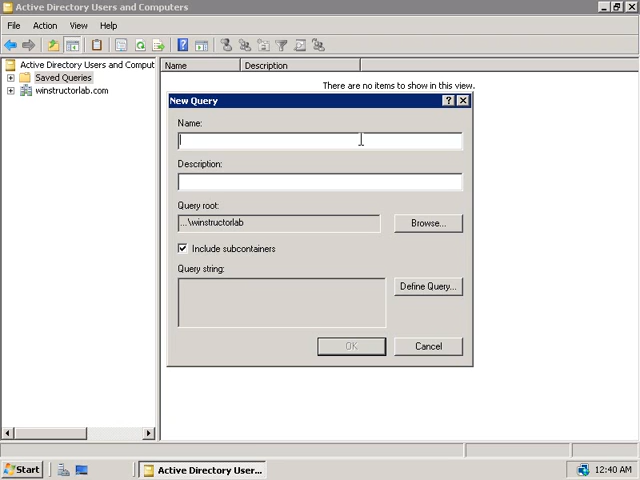 Active Directory Users and Computers
File Action View Help
Active Directory Users and Comput
Saved Queries
winstructorlab.com
Name Description
There are no items to show in this view.
New Query
Name:
Description:
Query root:
...\winstructorlab
Browse...
Include subcontainers
Query string:
Define Query...
OK Cancel
Start Active Directory User... 12:40 AM